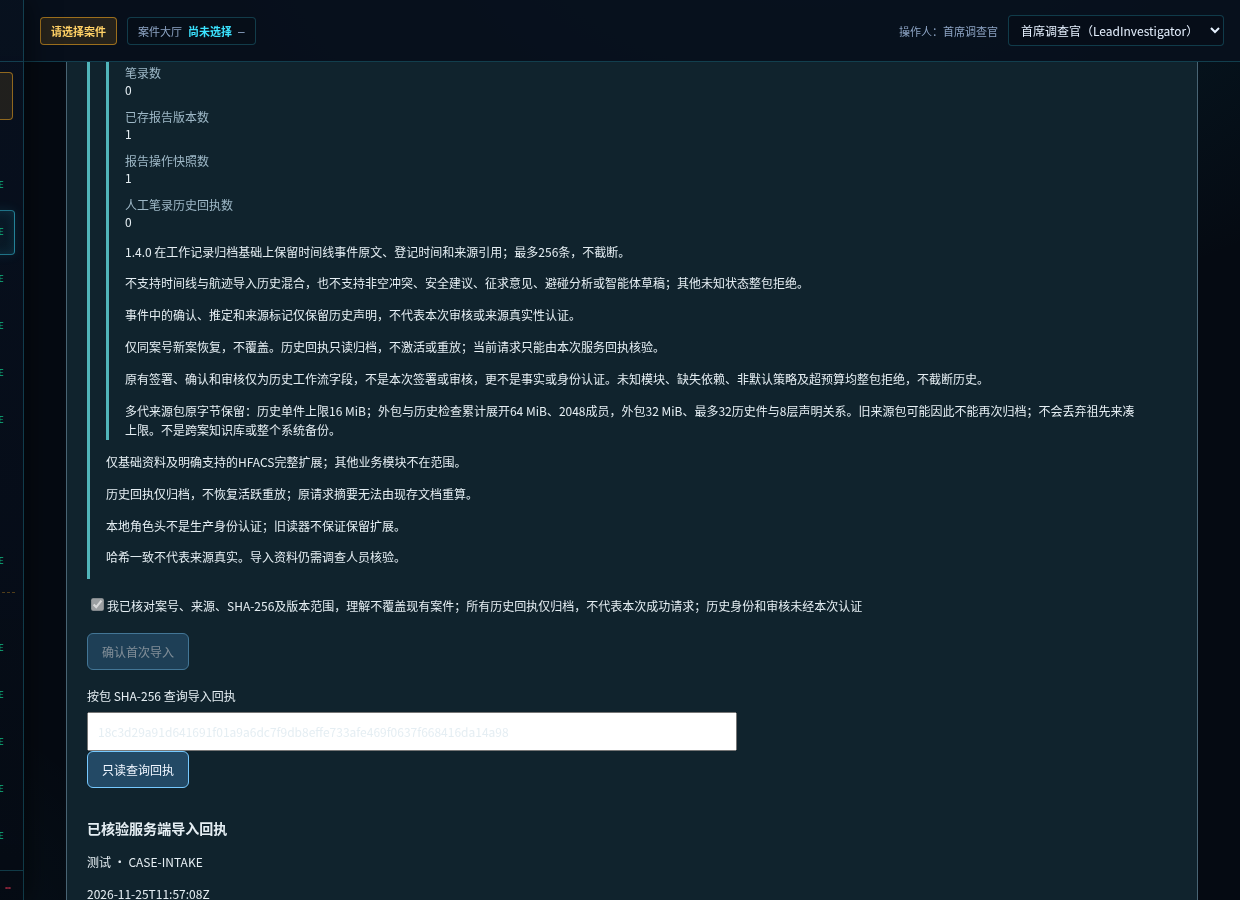 请选择案件
案件大厅 尚未选择 –
操作人：首席调查官
首席调查官（LeadInvestigator）
笔录数
0
已存报告版本数
1
报告操作快照数
1
人工笔录历史回执数
0
1.4.0 在工作记录归档基础上保留时间线事件原文、登记时间和来源引用；最多256条，不截断。
不支持时间线与航迹导入历史混合，也不支持非空冲突、安全建议、征求意见、避碰分析或智能体草稿；其他未知状态整包拒绝。
事件中的确认、推定和来源标记仅保留历史声明，不代表本次审核或来源真实性认证。
仅同案号新案恢复，不覆盖。历史回执只读归档，不激活或重放；当前请求只能由本次服务回执核验。
原有签署、确认和审核仅为历史工作流字段，不是本次签署或审核，更不是事实或身份认证。未知模块、缺失依赖、非默认策略及超预算均整包拒绝，不截断历史。
多代来源包原字节保留：历史单件上限16 MiB；外包与历史检查累计展开64 MiB、2048成员，外包32 MiB、最多32历史件与8层声明关系。旧来源包可能因此不能再次归档；不会丢弃祖先来凑
上限。不是跨案知识库或整个系统备份。
仅基础资料及明确支持的HFACS完整扩展；其他业务模块不在范围。
历史回执仅归档，不恢复活跃重放；原请求摘要无法由现存文档重算。
本地角色头不是生产身份认证；旧读器不保证保留扩展。
哈希一致不代表来源真实。导入资料仍需调查人员核验。
我已核对案号、来源、SHA-256及版本范围，理解不覆盖现有案件；所有历史回执仅归档，不代表本次成功请求；历史身份和审核未经本次认证
确认首次导入
按包 SHA-256 查询导入回执
18c3d29a91d641691f01a9a6dc7f9db8effe733afe469f0637f668416da14a98
只读查询回执
已核验服务端导入回执
测试 · CASE-INTAKE
2026-11-25T11:57:08Z